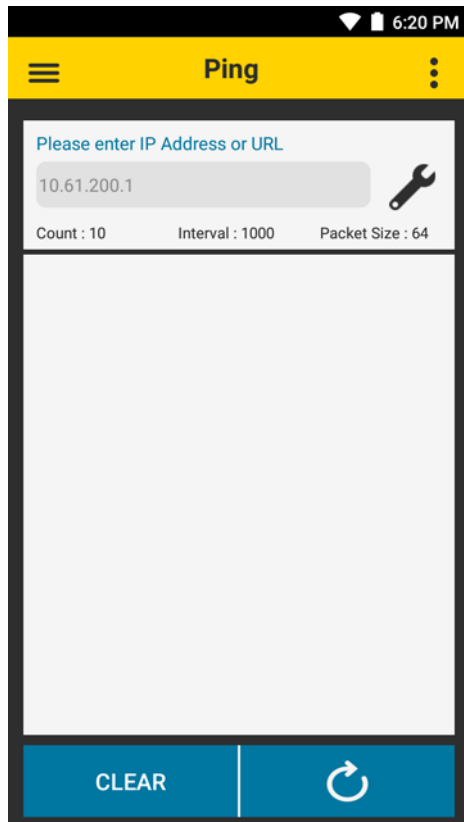 6:20 PM
Ping
Please enter IP Address or URL
10.61.200.1
Count : 10 Interval : 1000 Packet Size : 64
CLEAR